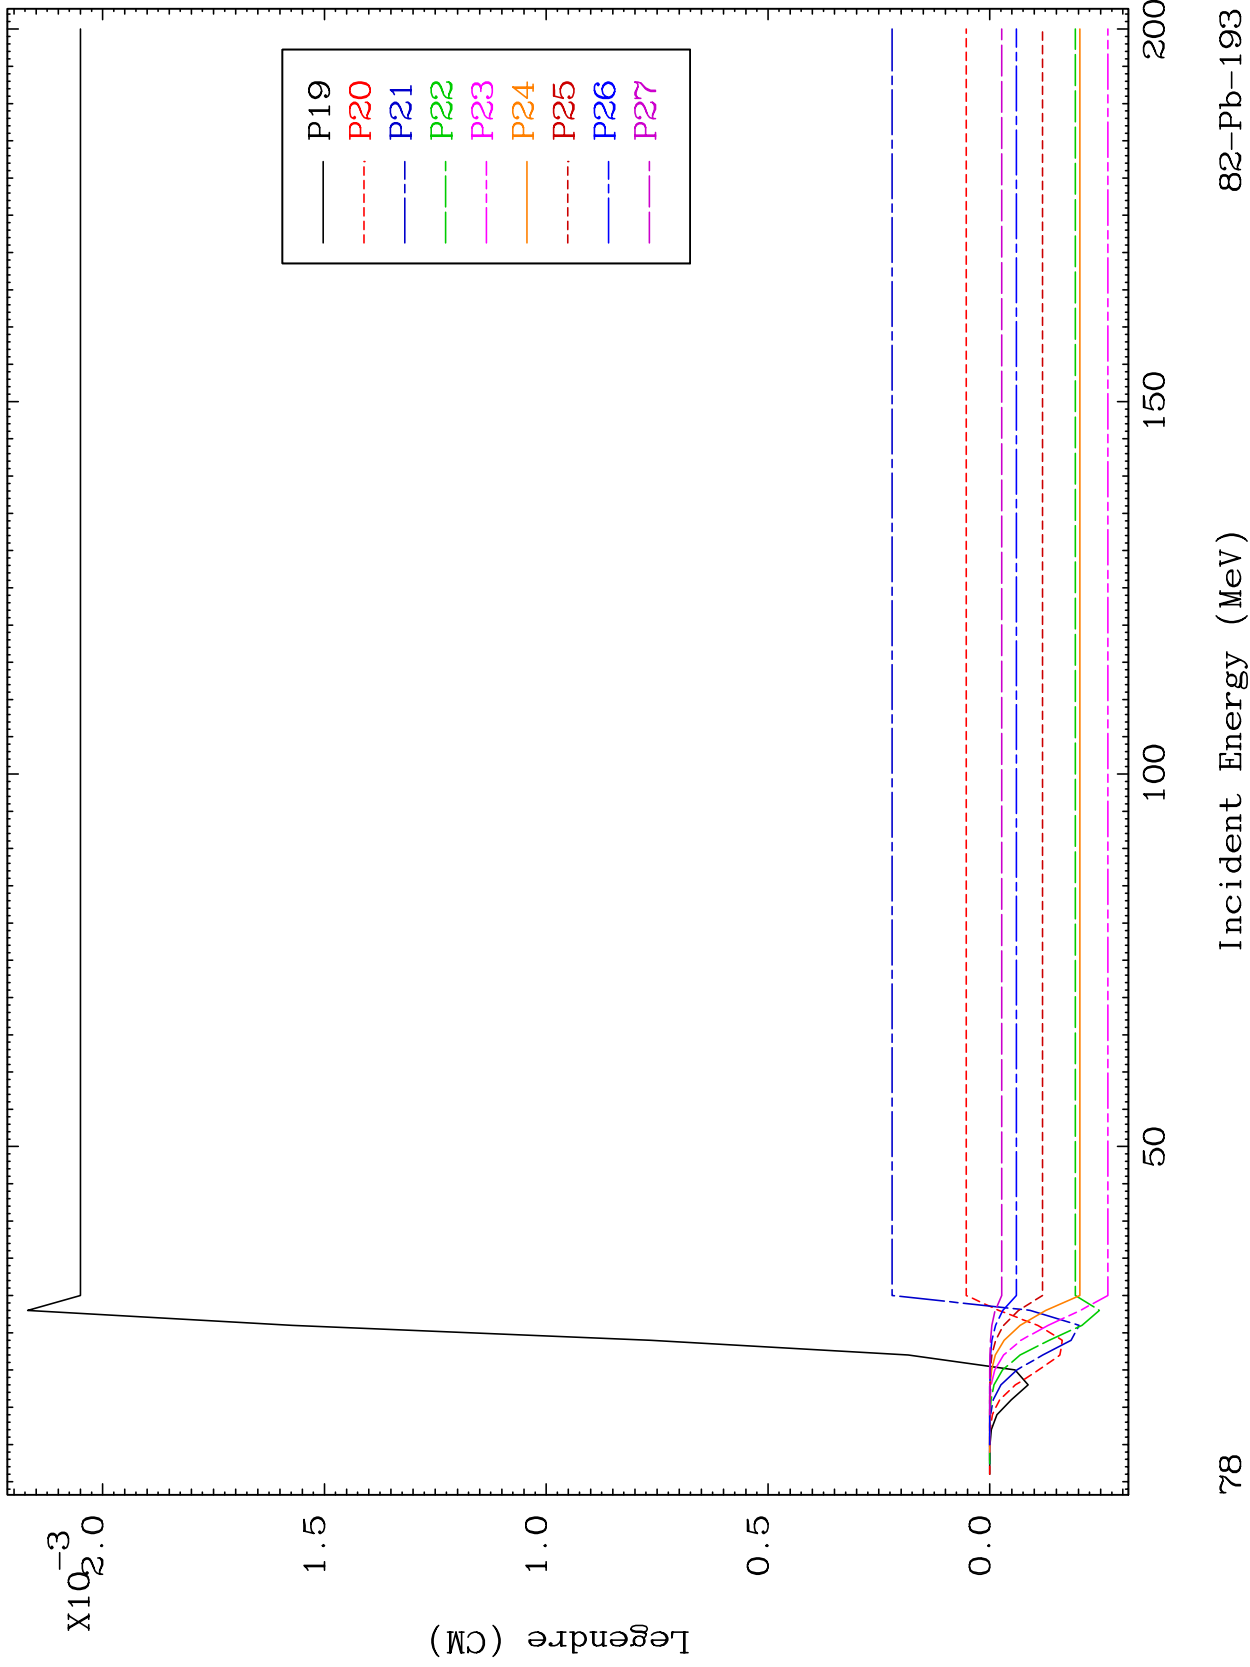 X10-3
2.0
1.5
1.0
0.5
0.0
Legendre (CM)
P19
P20
P21
P22
P23
P24
P25
P26
P27
50
100
150
200
78
Incident Energy (MeV)
82-Pb-193